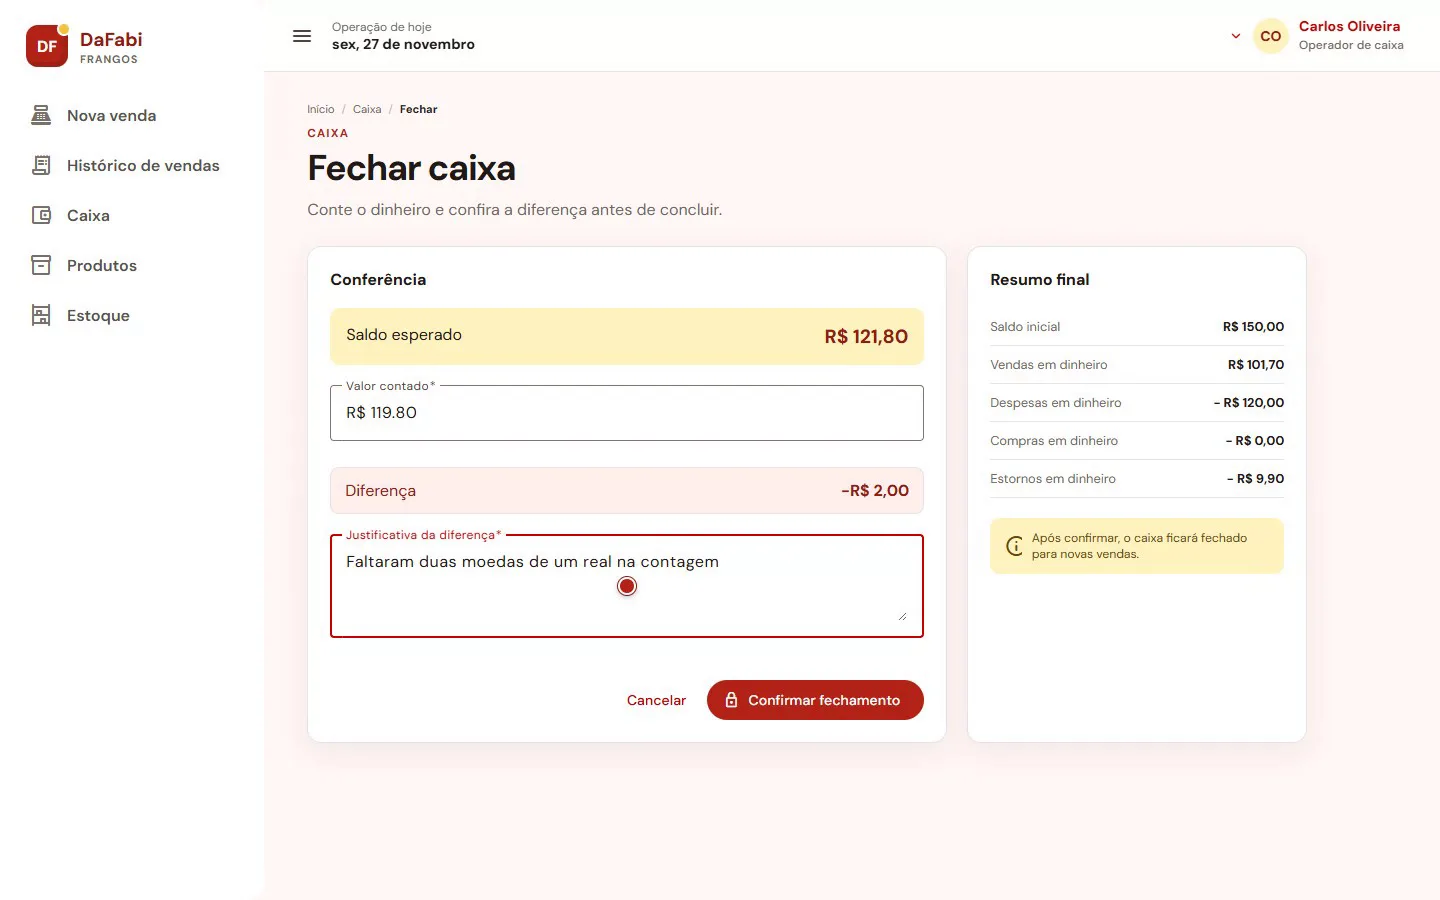 DF
DaFabi
FRANGOS
Nova venda
Histórico de vendas
Caixa
Produtos
Estoque
Operação de hoje
sex, 27 de novembro
CO
Carlos Oliveira
Operador de caixa
Início / Caixa / Fechar
CAIXA
Fechar caixa
Conte o dinheiro e confira a diferença antes de concluir.
Conferência
Saldo esperado R$ 121,80
Valor contado*
R$ 119.80
Diferença -R$ 2,00
Justificativa da diferença*
Faltaram duas moedas de um real na contagem
Cancelar
Confirmar fechamento
Resumo final
Saldo inicial R$ 150,00
Vendas em dinheiro R$ 101,70
Despesas em dinheiro - R$ 120,00
Compras em dinheiro - R$ 0,00
Estornos em dinheiro - R$ 9,90
Após confirmar, o caixa ficará fechado
para novas vendas.